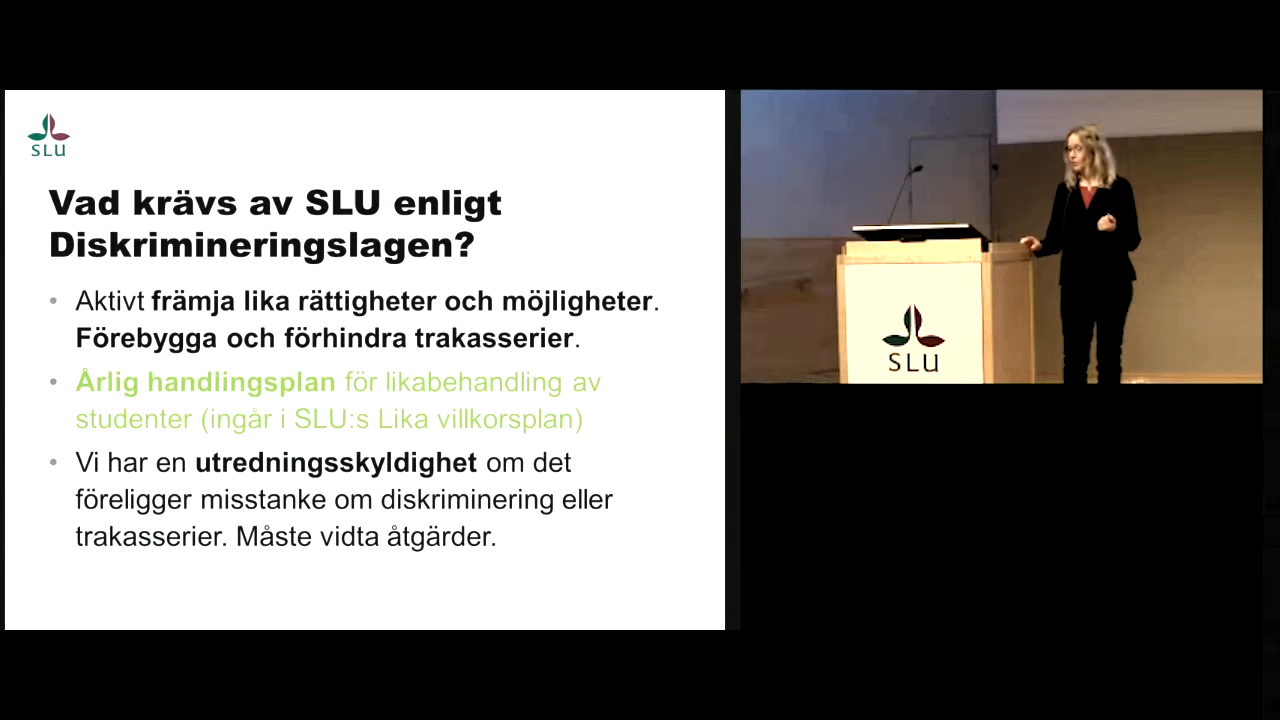 SLU
Vad krävs av SLU enligt
Diskrimineringslagen?
• Aktivt främja lika rättigheter och möjligheter.
Förebygga och förhindra trakasserier.
• Årlig handlingsplan för likabehandling av
studenter (ingår i SLU:s Lika villkorsplan)
• Vi har en utredningsskyldighet om det
föreligger misstanke om diskriminering eller
trakasserier. Måste vidta åtgärder.
SLU